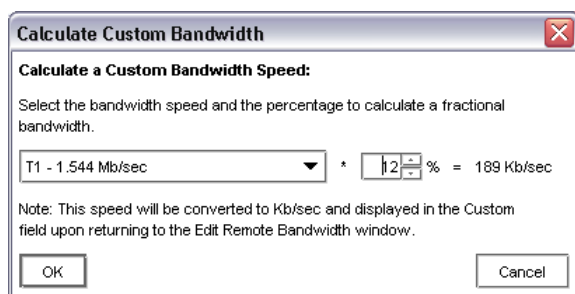 Calculate Custom Bandwidth
Calculate a Custom Bandwidth Speed:
Select the bandwidth speed and the percentage to calculate a fractional
bandwidth.
T1 - 1.544 Mb/sec * 12 % = 189 Kb/sec
Note: This speed will be converted to Kb/sec and displayed in the Custom
field upon returning to the Edit Remote Bandwidth window.
OK Cancel